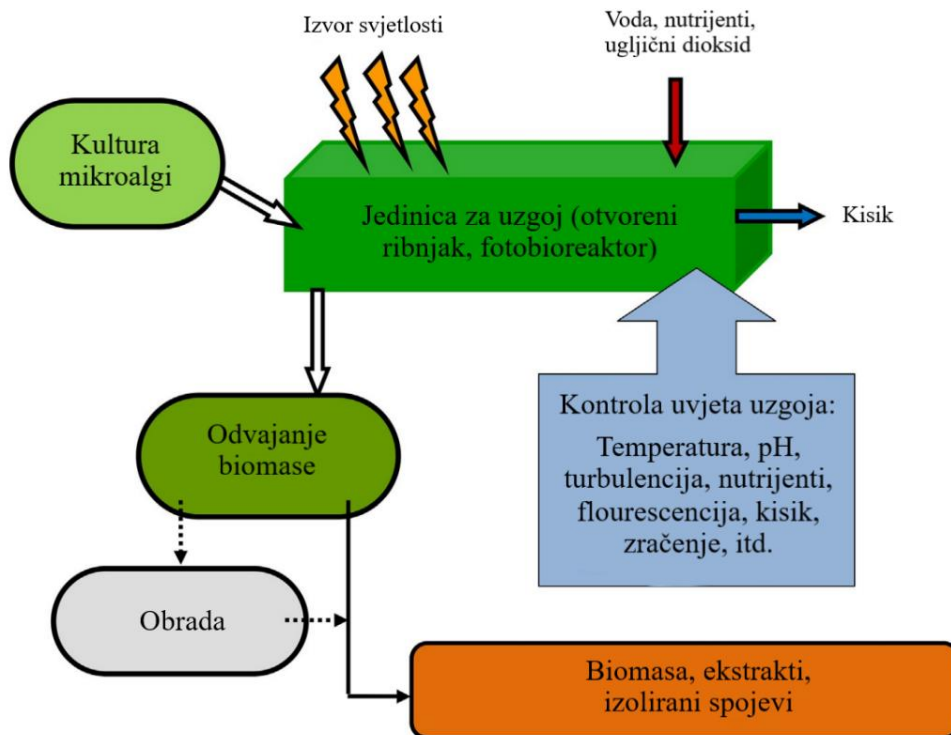 Izvor svjetlosti
Voda, nutrijenti,
ugljični dioksid
Kultura
mikroalgi
Jedinica za uzgoj (otvoreni
ribnjak, fotobioreaktor)
Kisik
Kontrola uvjeta uzgoja:
Temperatura, pH,
turbulencija, nutrijenti,
flourescencija, kisik,
zračenje, itd.
Odvajanje
biomase
Obrada
Biomasa, ekstrakti,
izolirani spojevi